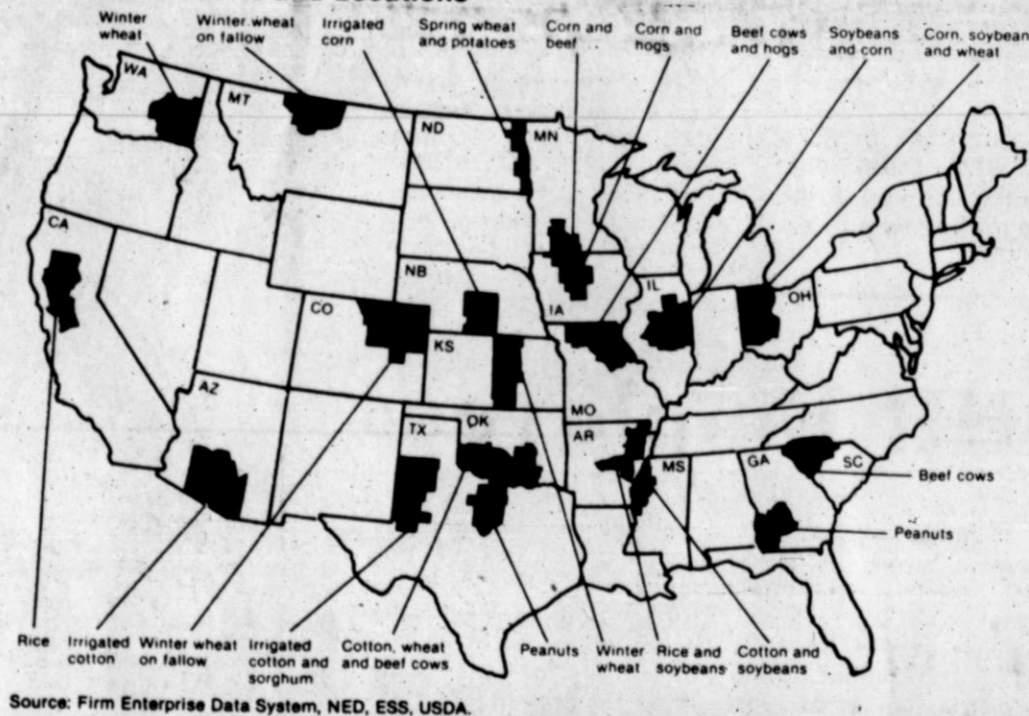 Winter
wheat
Winter wheat
on fallow
Irrigated
corn
Spring wheat
and potatoes
Corn and
beef
Corn and
hogs
Beef cows
and hogs
Soybeans
and corn
Corn, soybean
and wheat
WA
MT
ND
MN
CA
NB
IA
IL
OH
CO
KS
AZ
MO
TX
OK
AR
MS
GA
SC
Beef cows
Peanuts
Rice
Irrigated
cotton
Winter wheat
on fallow
Irrigated
cotton and
sorghum
Cotton, wheat
and beef cows
Peanuts
Winter
wheat
Rice and
soybeans
Cotton and
soybeans
Source: Firm Enterprise Data System, NED, ESS, USDA.